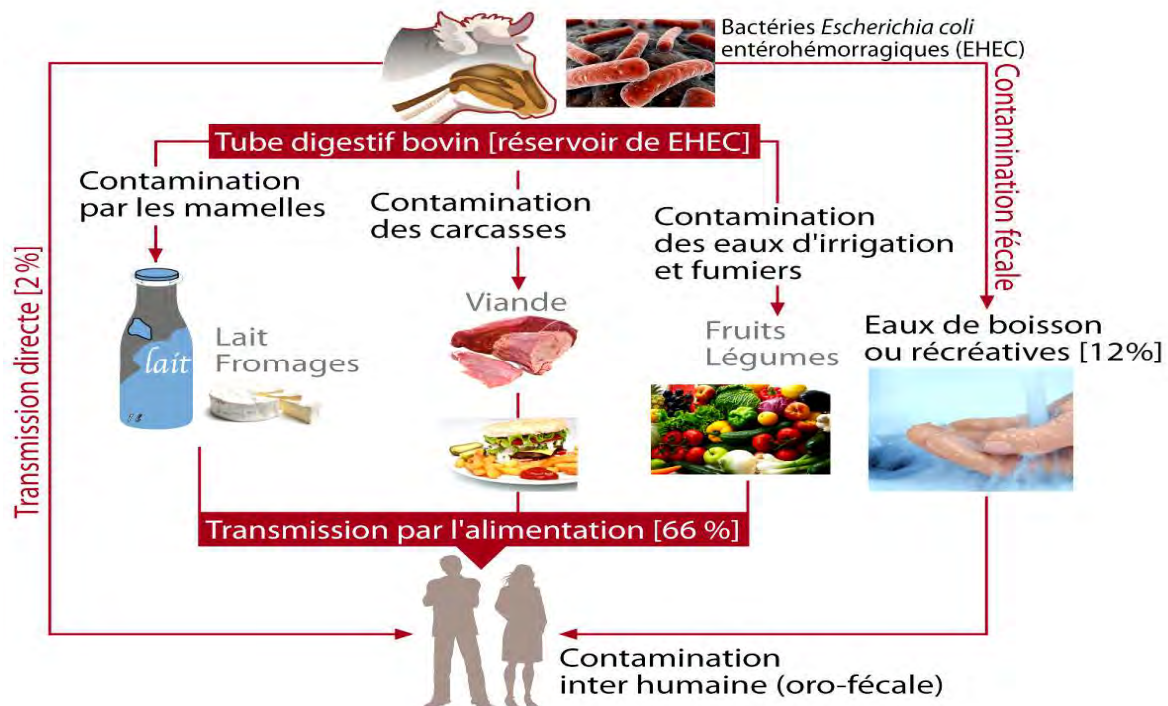 Bactéries Escherichia coli
entérohémorragiques (EHEC)
Tube digestif bovin [réservoir de EHEC]
Contamination
par les mamelles
Contamination
des carcasses
Contamination
des eaux d'irrigation
et fumiers
Contamination fécale
Transmission directe [2 %]
lait
Lait
Fromages
Viande
Fruits
Légumes
Eaux de boisson
ou récréatives [12%]
Transmission par l'alimentation [66 %]
Contamination
inter humaine (oro-fécale)